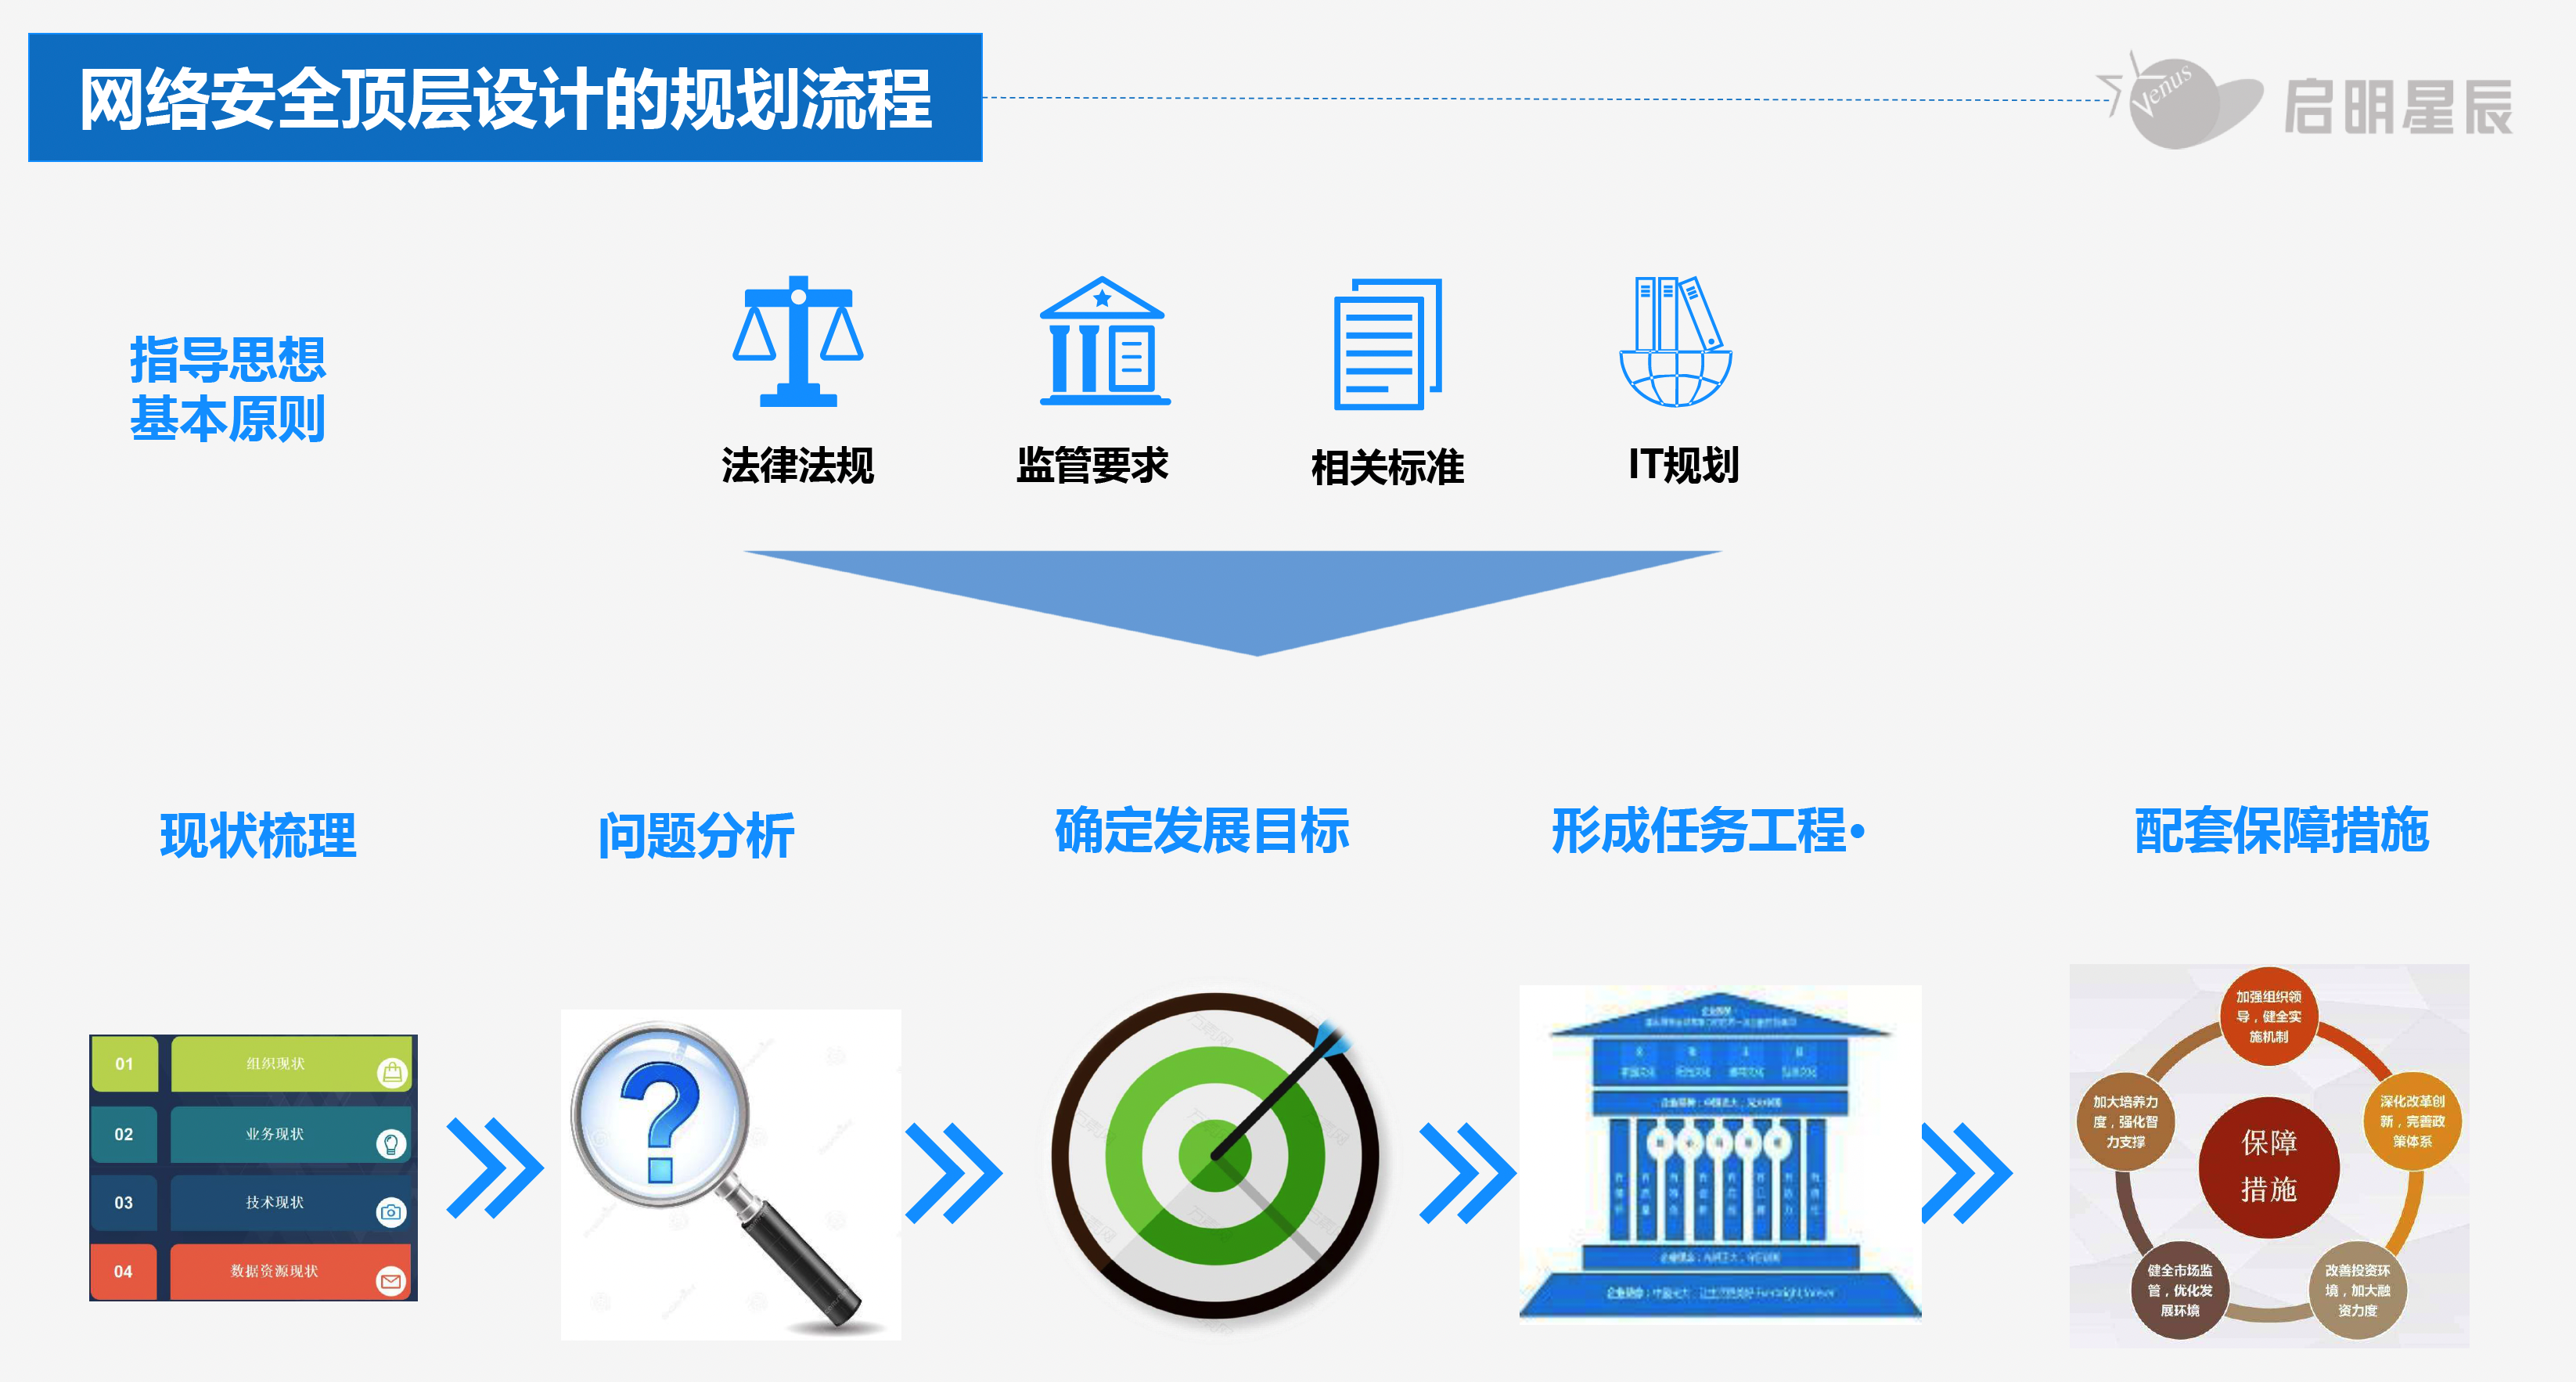 网络安全顶层设计的规划流程
Venus
启明星辰
指导思想
基本原则
法律法规
监管要求
相关标准
IT规划
现状梳理
问题分析
确定发展目标
形成任务工程•
配套保障措施
01 组织现状
02 业务现状
03 技术现状
04 数据资源现状
加强组织领
导，健全实
施机制
深化改革创
新，完善政
策体系
改善投资环
境，加大融
资力度
健全市场监
管，优化发
展环境
加大培养力
度，强化智
力支撑
保障
措施